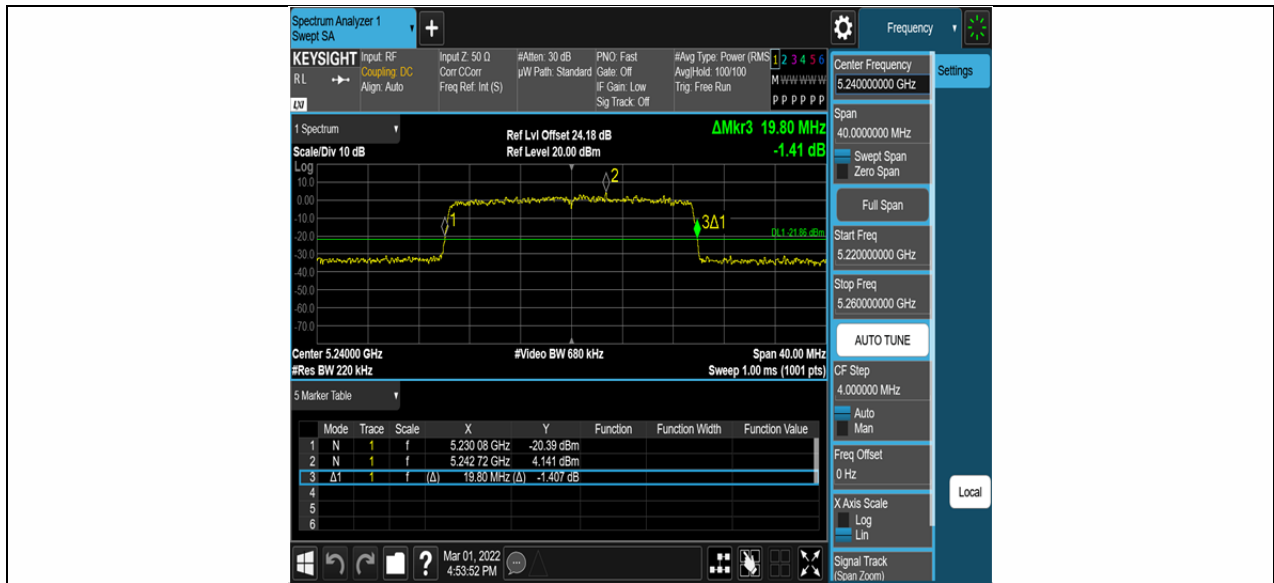 Spectrum Analyzer 1
Swept SA
+
Frequency
KEYSIGHT
RL
LXI
Input: RF
Coupling: DC
Align: Auto
Input Z: 50 Ω
Corr CCorr
Freq Ref: Int (S)
#Atten: 30 dB
µW Path: Standard
PNO: Fast
Gate: Off
IF Gain: Low
Sig Track: Off
#Avg Type: Power (RMS
Avg|Hold: 100/100
Trig: Free Run
1 2 3 4 5 6
M W W W W W
P P P P P P
1 Spectrum
Scale/Div 10 dB
Ref Lvl Offset 24.18 dB
Ref Level 20.00 dBm
ΔMkr3 19.80 MHz
-1.41 dB
Log
10.0
0.00
-10.0
-20.0
-30.0
-40.0
-50.0
-60.0
-70.0
1
2
3Δ1
DL1 -21.86 dBm
Center 5.24000 GHz
#Video BW 680 kHz
Span 40.00 MHz
#Res BW 220 kHz
Sweep 1.00 ms (1001 pts)
5 Marker Table
Mode Trace Scale X Y Function Function Width Function Value
1 N 1 f 5.230 08 GHz -20.39 dBm
2 N 1 f 5.242 72 GHz 4.141 dBm
3 Δ1 1 f (Δ) 19.80 MHz (Δ) -1.407 dB
4
5
6
?
Mar 01, 2022
4:53:52 PM
Center Frequency
5.240000000 GHz
Settings
Span
40.0000000 MHz
Swept Span
Zero Span
Full Span
Start Freq
5.220000000 GHz
Stop Freq
5.260000000 GHz
AUTO TUNE
CF Step
4.000000 MHz
Auto
Man
Freq Offset
0 Hz
Local
X Axis Scale
Log
Lin
Signal Track
(Span Zoom)